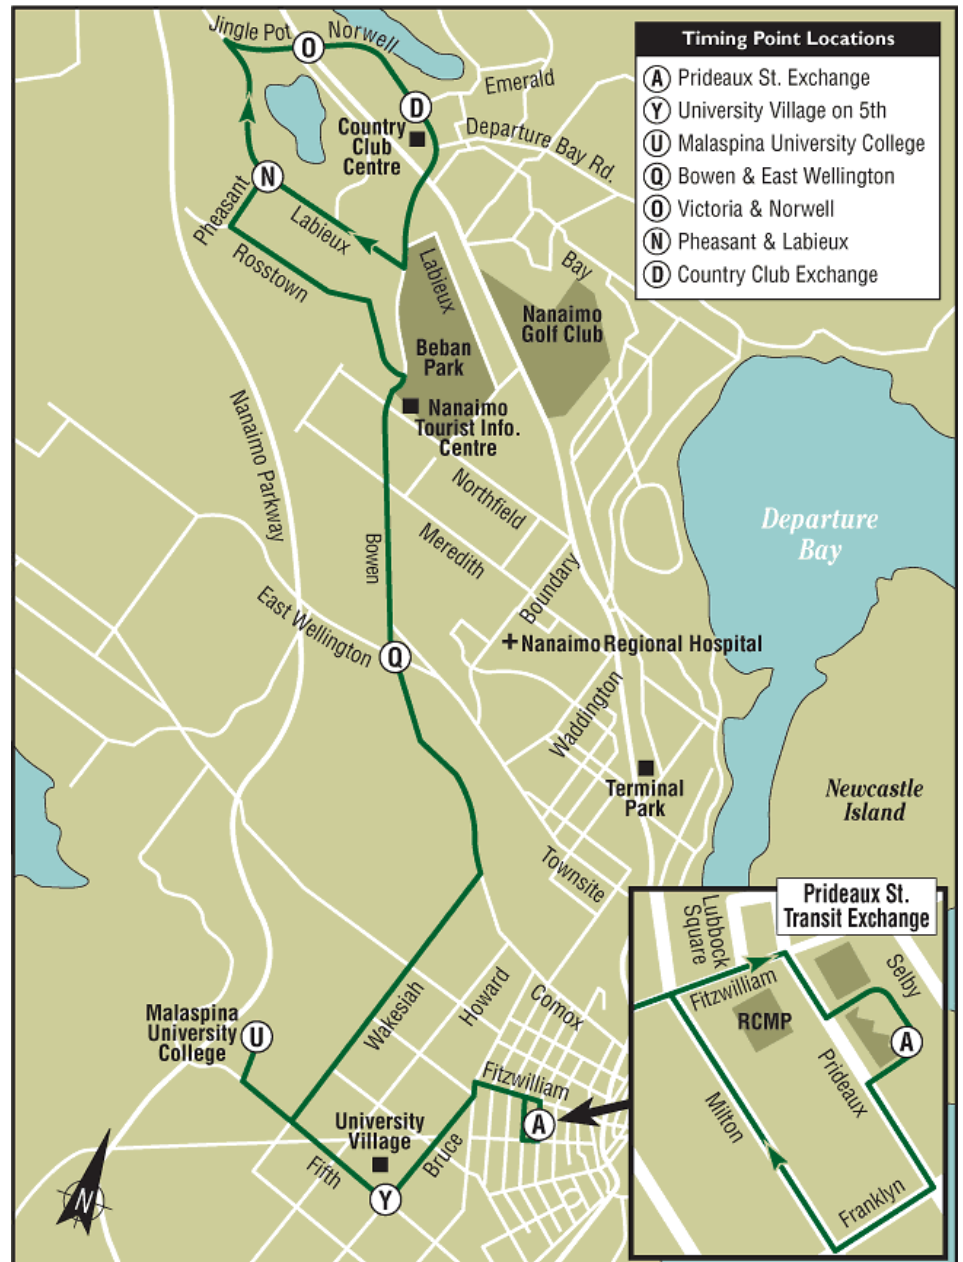 Jingle Pot
Norwell
O
Timing Point Locations
A Prideaux St. Exchange
Y University Village on 5th
U Malaspina University College
Q Bowen & East Wellington
O Victoria & Norwell
N Pheasant & Labieux
D Country Club Exchange
Emerald
D
Country
Club
Centre
Departure Bay Rd.
N
Pheasant
Labieux
Rosstown
Labieux
Bay
Nanaimo
Golf Club
Beban
Park
Nanaimo
Tourist Info.
Centre
Nanaimo Parkway
Northfield
Meredith
Departure
Bay
Bowen
Boundary
East Wellington
Q
Nanaimo Regional Hospital
Waddington
Terminal
Park
Newcastle
Island
Townsite
Prideaux St.
Transit Exchange
Lubbock
Square
Selby
Fitzwilliam
RCMP
A
Prideaux
Milton
Franklyn
Malaspina
University
College
U
Wakesiah
Howard
Comox
Fitzwilliam
A
University
Village
Bruce
Fifth
Y
N